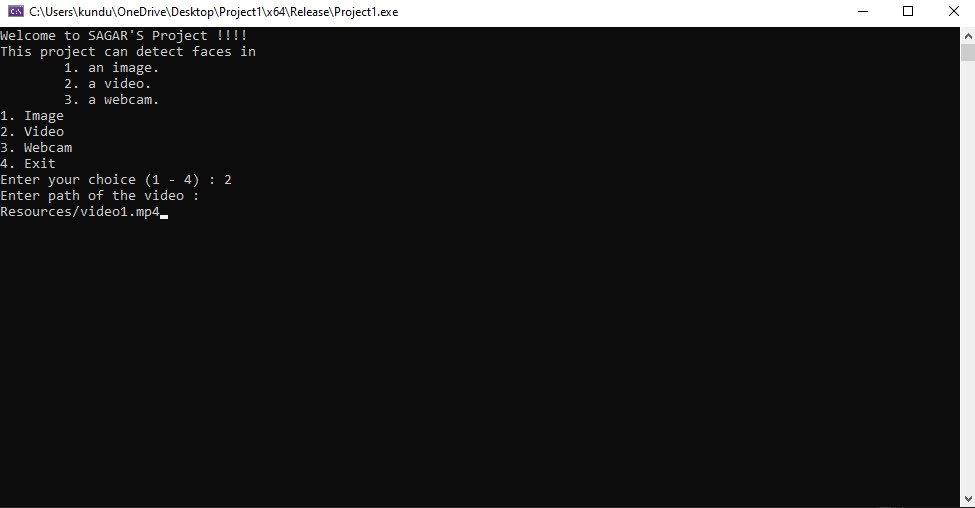 C:\Users\kundu\OneDrive\Desktop\Project1\x64\Release\Project1.exe
Welcome to SAGAR'S Project !!!!
This project can detect faces in
        1. an image.
        2. a video.
        3. a webcam.
1. Image
2. Video
3. Webcam
4. Exit
Enter your choice (1 - 4) : 2
Enter path of the video :
Resources/video1.mp4